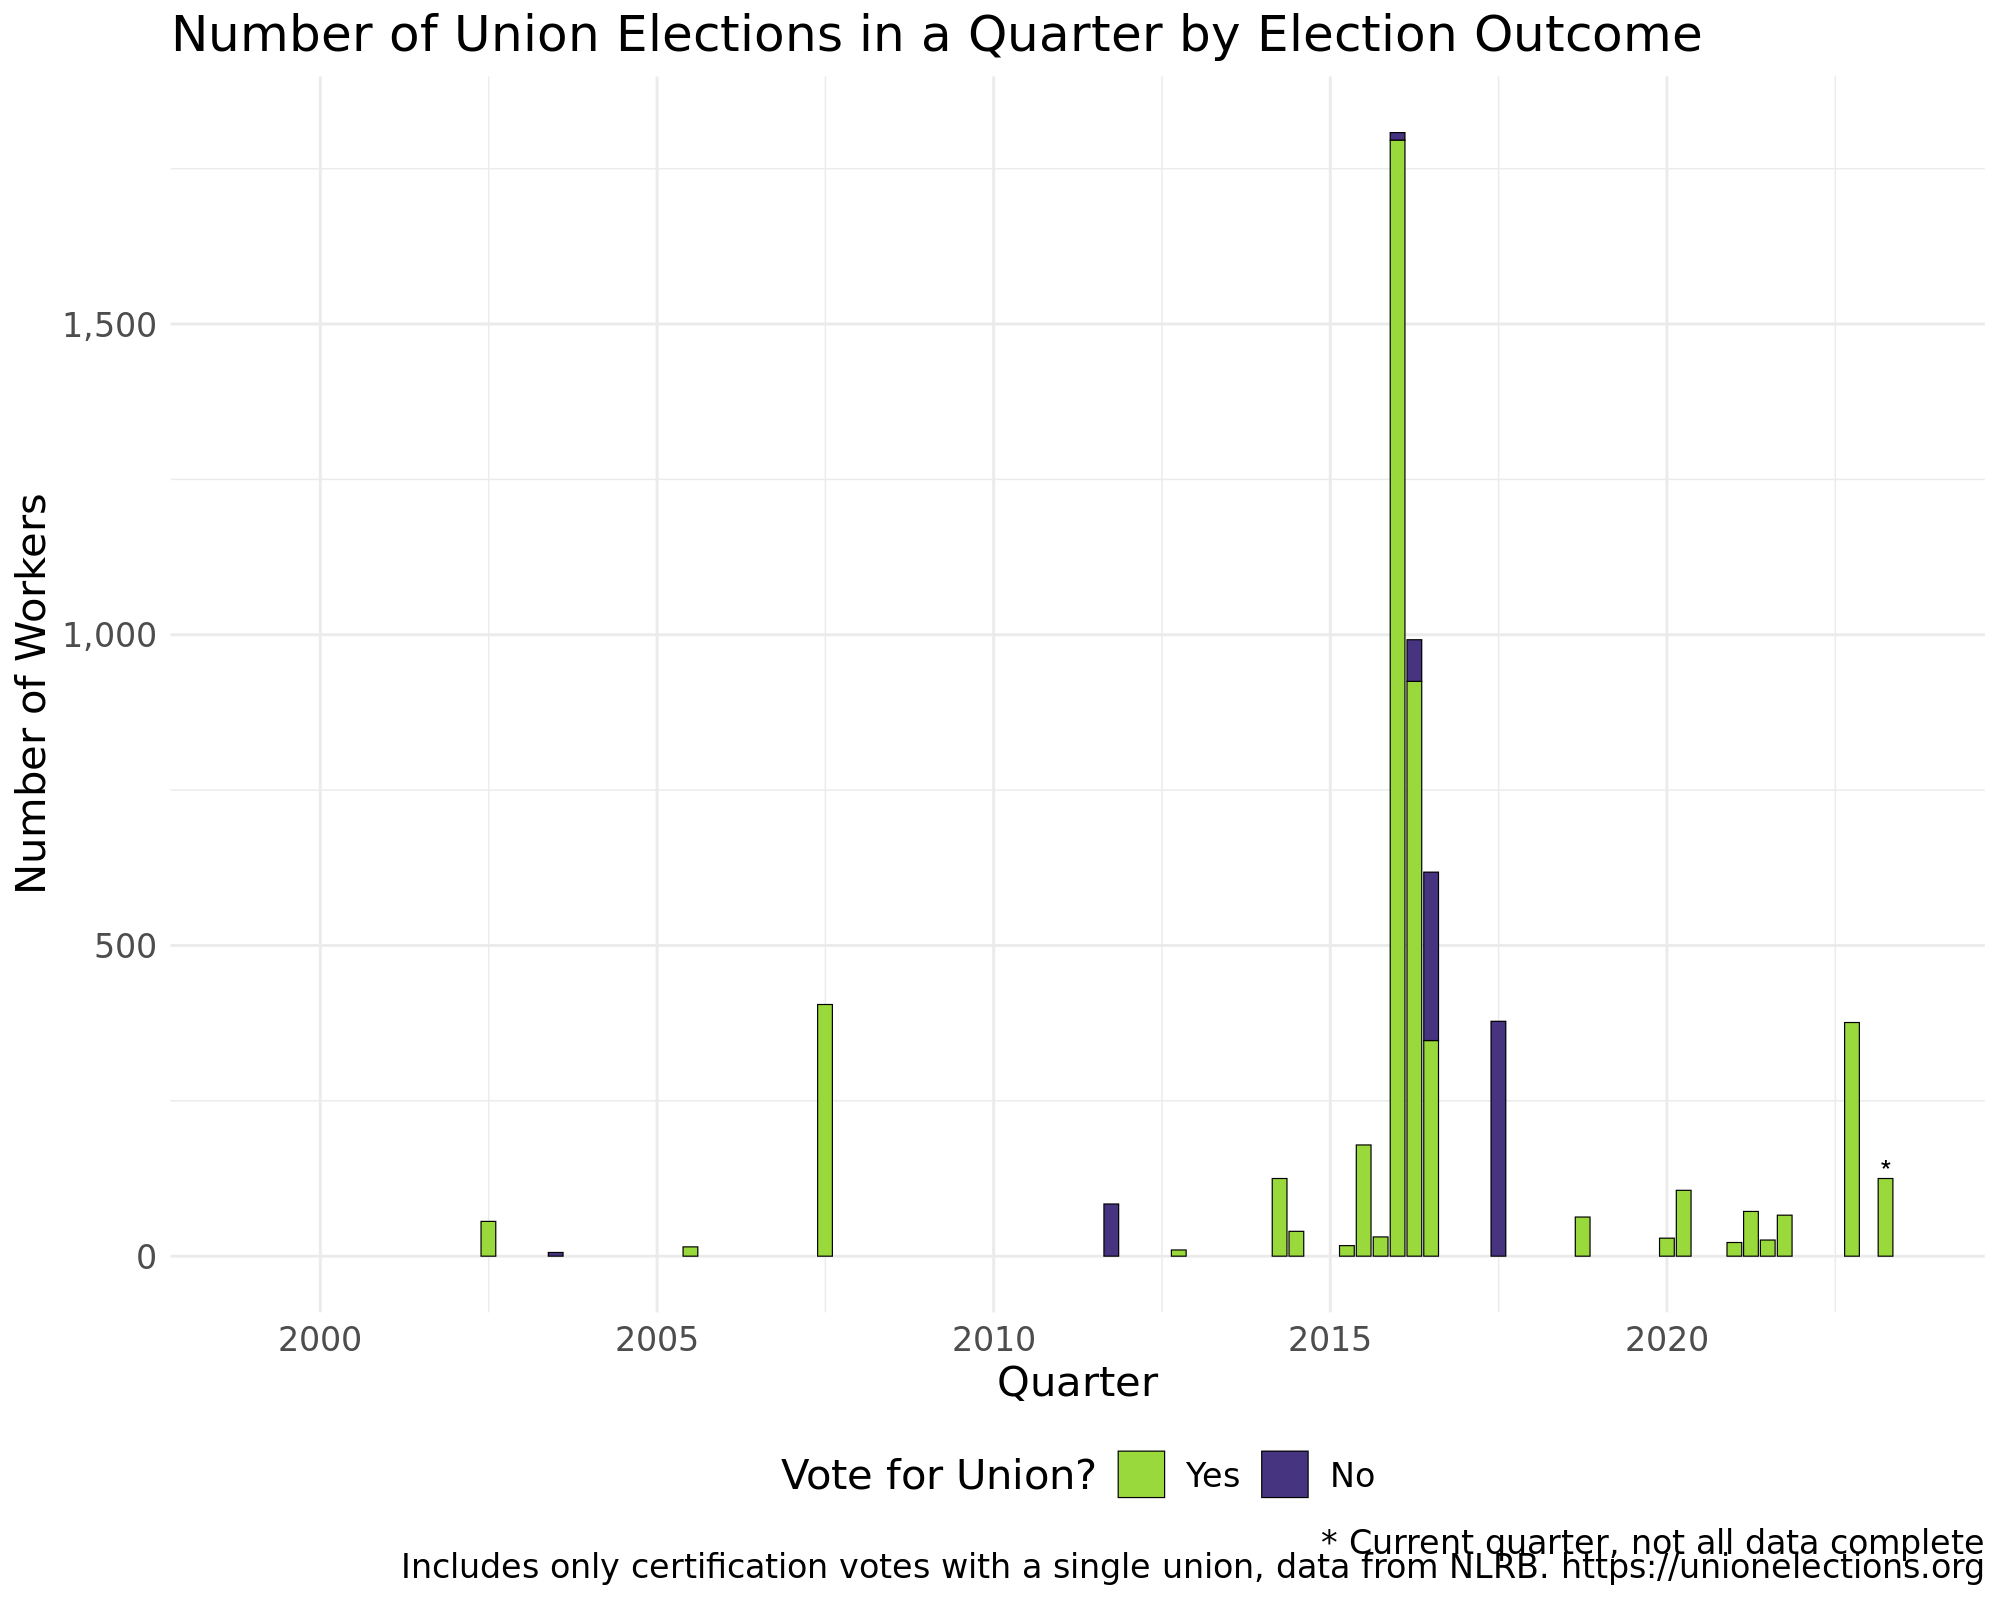 Number of Union Elections in a Quarter by Election Outcome
Number of Workers
1,500
1,000
500
0
*
2000 2005 2010 2015 2020
Quarter
Vote for Union? Yes No
* Current quarter, not all data complete
Includes only certification votes with a single union, data from NLRB. https://unionelections.org